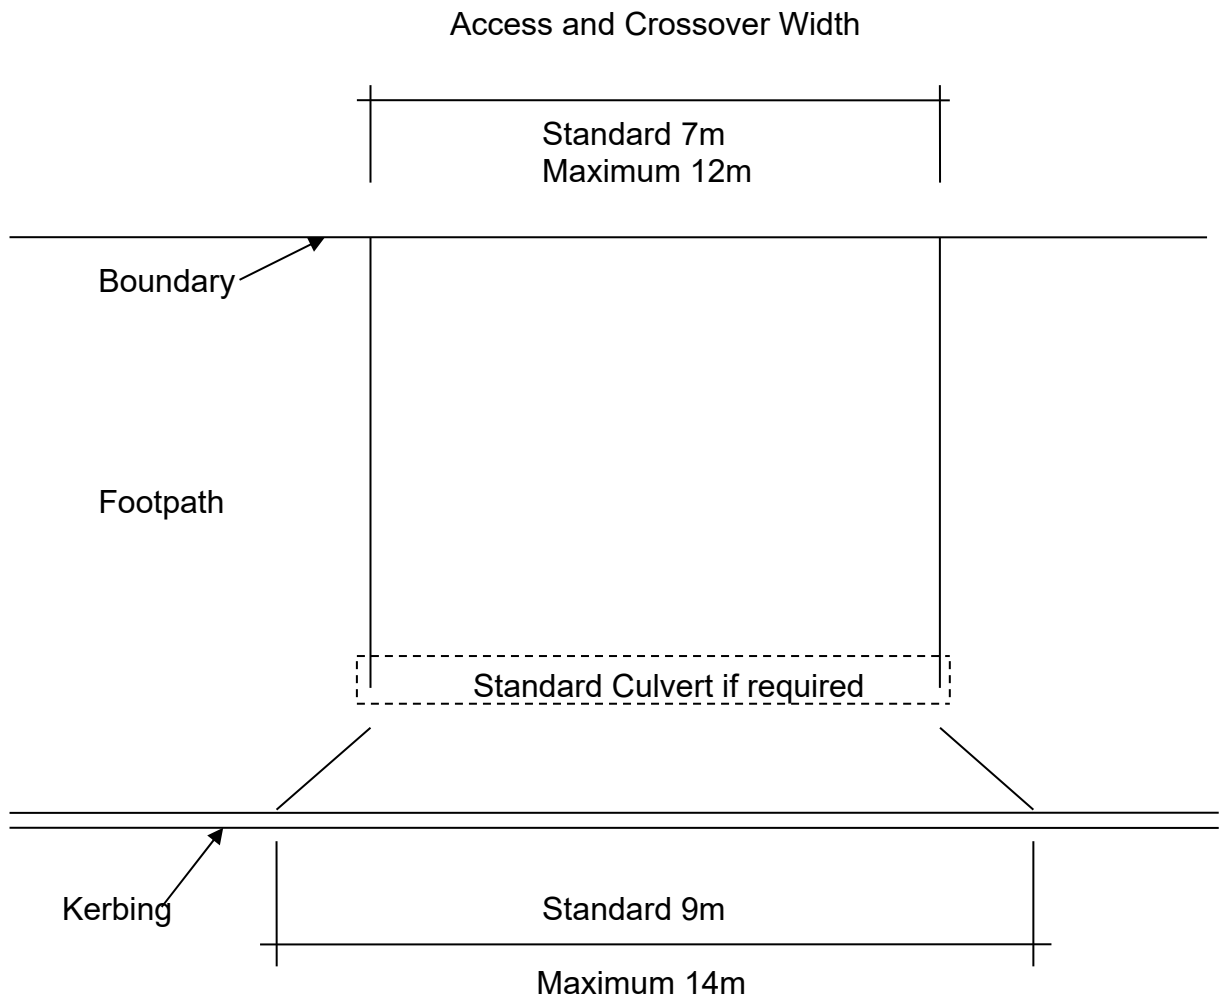 Access and Crossover Width
Standard 7m
Maximum 12m
Boundary
Footpath
Standard Culvert if required
Kerbing
Standard 9m
Maximum 14m